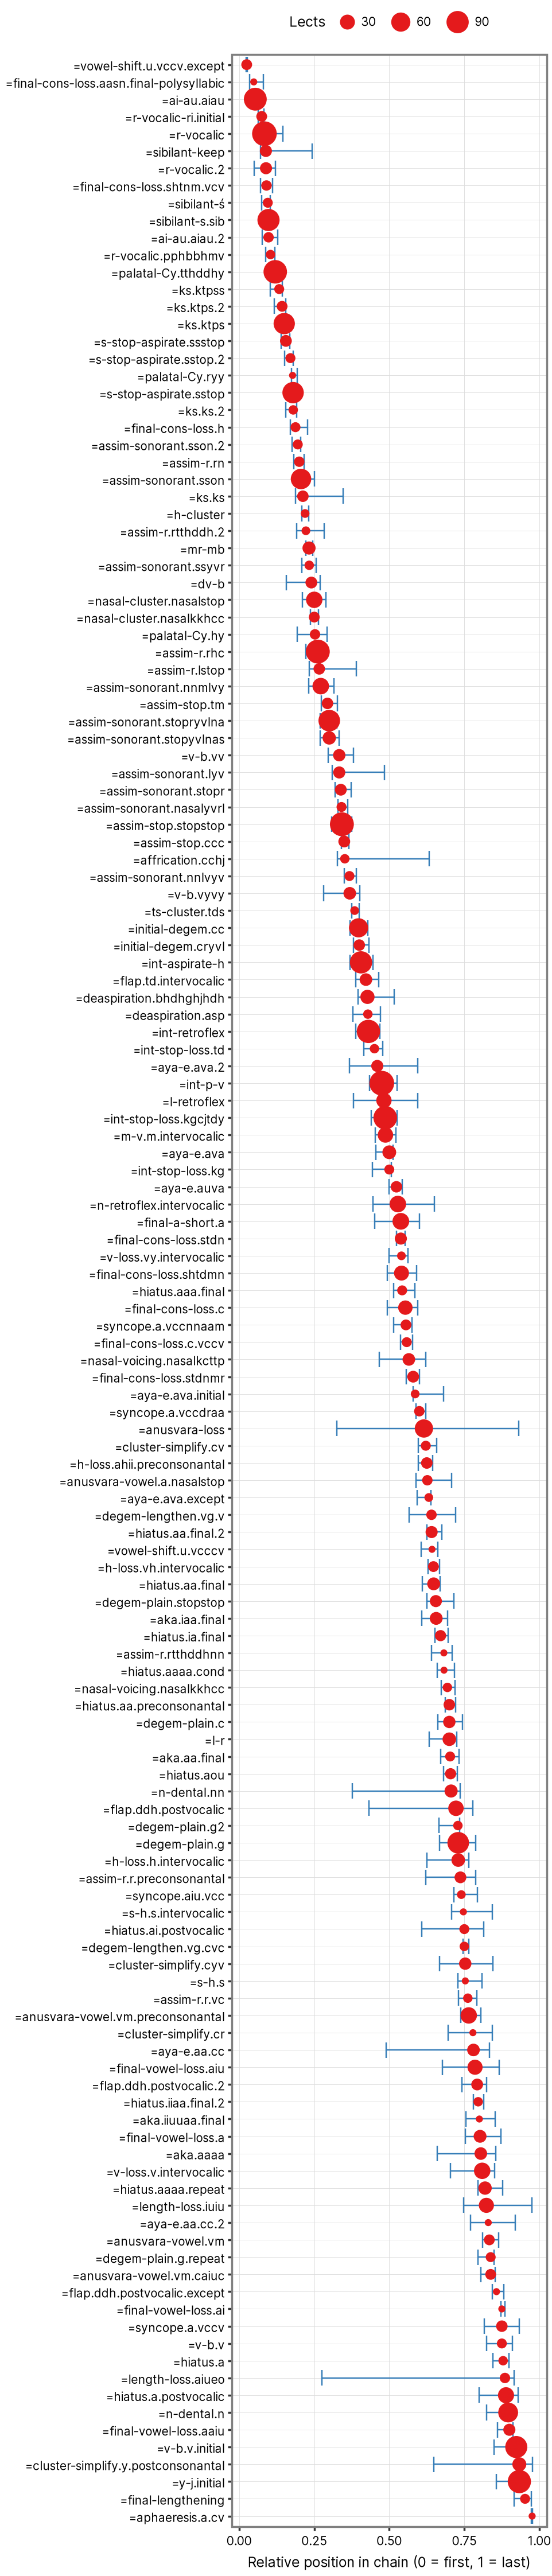 Lects 30 60 90
=vowel-shift.u.vccv.except
=final-cons-loss.aasn.final-polysyllabic
=ai-au.aiau
=r-vocalic-ri.initial
=r-vocalic
=sibilant-keep
=r-vocalic.2
=final-cons-loss.shtnm.vcv
=sibilant-ś
=sibilant-s.sib
=ai-au.aiau.2
=r-vocalic.pphbbhmv
=palatal-Cy.tthddhy
=ks.ktpss
=ks.ktps.2
=ks.ktps
=s-stop-aspirate.ssstop
=s-stop-aspirate.sstop.2
=palatal-Cy.ryy
=s-stop-aspirate.sstop
=ks.ks.2
=final-cons-loss.h
=assim-sonorant.sson.2
=assim-r.rn
=assim-sonorant.sson
=ks.ks
=h-cluster
=assim-r.rtthddh.2
=mr-mb
=assim-sonorant.ssyvr
=dv-b
=nasal-cluster.nasalstop
=nasal-cluster.nasalkkhcc
=palatal-Cy.hy
=assim-r.rhc
=assim-r.lstop
=assim-sonorant.nnmlvy
=assim-stop.tm
=assim-sonorant.stopryvlna
=assim-sonorant.stopyvlnas
=v-b.vv
=assim-sonorant.lyv
=assim-sonorant.stopr
=assim-sonorant.nasalyvrl
=assim-stop.stopstop
=assim-stop.ccc
=affrication.cchj
=assim-sonorant.nnlvyv
=v-b.vyvy
=ts-cluster.tds
=initial-degem.cc
=initial-degem.cryvl
=int-aspirate-h
=flap.td.intervocalic
=deaspiration.bhdhghjhdh
=deaspiration.asp
=int-retroflex
=int-stop-loss.td
=aya-e.ava.2
=int-p-v
=l-retroflex
=int-stop-loss.kgcjtdy
=m-v.m.intervocalic
=aya-e.ava
=int-stop-loss.kg
=aya-e.auva
=n-retroflex.intervocalic
=final-a-short.a
=final-cons-loss.stdn
=v-loss.vy.intervocalic
=final-cons-loss.shtdmn
=hiatus.aaa.final
=final-cons-loss.c
=syncope.a.vccnnaam
=final-cons-loss.c.vccv
=nasal-voicing.nasalkcttp
=final-cons-loss.stdnmr
=aya-e.ava.initial
=syncope.a.vccdraa
=anusvara-loss
=cluster-simplify.cv
=h-loss.ahii.preconsonantal
=anusvara-vowel.a.nasalstop
=aya-e.ava.except
=degem-lengthen.vg.v
=hiatus.aa.final.2
=vowel-shift.u.vcccv
=h-loss.vh.intervocalic
=hiatus.aa.final
=degem-plain.stopstop
=aka.iaa.final
=hiatus.ia.final
=assim-r.rtthddhnn
=hiatus.aaaa.cond
=nasal-voicing.nasalkkhcc
=hiatus.aa.preconsonantal
=degem-plain.c
=l-r
=aka.aa.final
=hiatus.aou
=n-dental.nn
=flap.ddh.postvocalic
=degem-plain.g2
=degem-plain.g
=h-loss.h.intervocalic
=assim-r.r.preconsonantal
=syncope.aiu.vcc
=s-h.s.intervocalic
=hiatus.ai.postvocalic
=degem-lengthen.vg.cvc
=cluster-simplify.cyv
=s-h.s
=assim-r.r.vc
=anusvara-vowel.vm.preconsonantal
=cluster-simplify.cr
=aya-e.aa.cc
=final-vowel-loss.aiu
=flap.ddh.postvocalic.2
=hiatus.iiaa.final.2
=aka.iiuuaa.final
=final-vowel-loss.a
=aka.aaaa
=v-loss.v.intervocalic
=hiatus.aaaa.repeat
=length-loss.iuiu
=aya-e.aa.cc.2
=anusvara-vowel.vm
=degem-plain.g.repeat
=anusvara-vowel.vm.caiuc
=flap.ddh.postvocalic.except
=final-vowel-loss.ai
=syncope.a.vccv
=v-b.v
=hiatus.a
=length-loss.aiueo
=hiatus.a.postvocalic
=n-dental.n
=final-vowel-loss.aaiu
=v-b.v.initial
=cluster-simplify.y.postconsonantal
=y-j.initial
=final-lengthening
=aphaeresis.a.cv
0.00 0.25 0.50 0.75 1.00
Relative position in chain (0 = first, 1 = last)